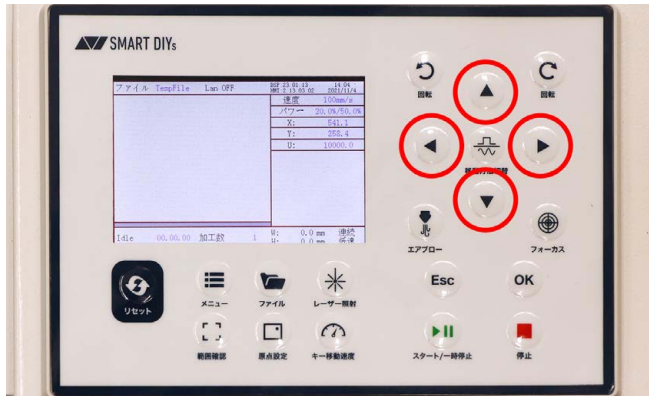 SMART DIYs
ファイル TempFile Lan OFF
14:04
2021/11/4
速度 100mm/s
パワー 20.0%/50.0%
X: 541.1
Y: 258.4
U: 10000.0
Idle 00.00.00 加工数 1
W: 0.0 mm 連続
H: 0.0 mm 低速
回転
回転
エアブロー
フォーカス
リセット
メニュー
ファイル
レーザー照射
Esc
OK
範囲確認
原点設定
キー移動速度
スタート/一時停止
停止